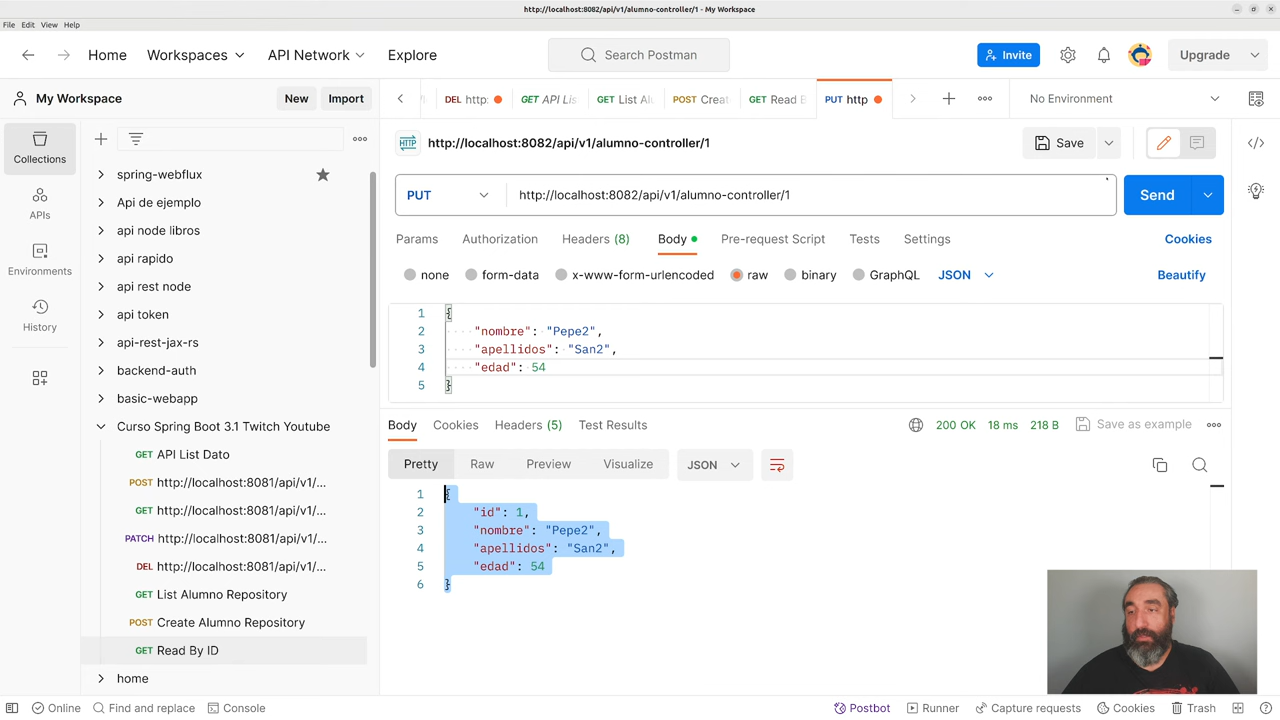 http://localhost:8082/api/v1/alumno-controller/1 - My Workspace
File Edit View Help
Home Workspaces API Network Explore Search Postman Invite Upgrade
My Workspace New Import
DEL http: GET API Lis GET List Al POST Creat GET Read B PUT http No Environment
Collections
APIs
Environments
History
spring-webflux
Api de ejemplo
api node libros
api rapido
api rest node
api token
api-rest-jax-rs
backend-auth
basic-webapp
Curso Spring Boot 3.1 Twitch Youtube
GET API List Dato
POST http://localhost:8081/api/v1/...
GET http://localhost:8081/api/v1/...
PATCH http://localhost:8081/api/v1/...
DEL http://localhost:8081/api/v1/...
GET List Alumno Repository
POST Create Alumno Repository
GET Read By ID
home
HTTP http://localhost:8082/api/v1/alumno-controller/1 Save
PUT http://localhost:8082/api/v1/alumno-controller/1 Send
Params Authorization Headers (8) Body Pre-request Script Tests Settings Cookies
none form-data x-www-form-urlencoded raw binary GraphQL JSON Beautify
1 {
2 "nombre": "Pepe2",
3 "apellidos": "San2",
4 "edad": 54
5 }
Body Cookies Headers (5) Test Results 200 OK 18 ms 218 B Save as example
Pretty Raw Preview Visualize JSON
1 {
2 "id": 1,
3 "nombre": "Pepe2",
4 "apellidos": "San2",
5 "edad": 54
6 }
Online Find and replace Console Postbot Runner Capture requests Cookies Trash